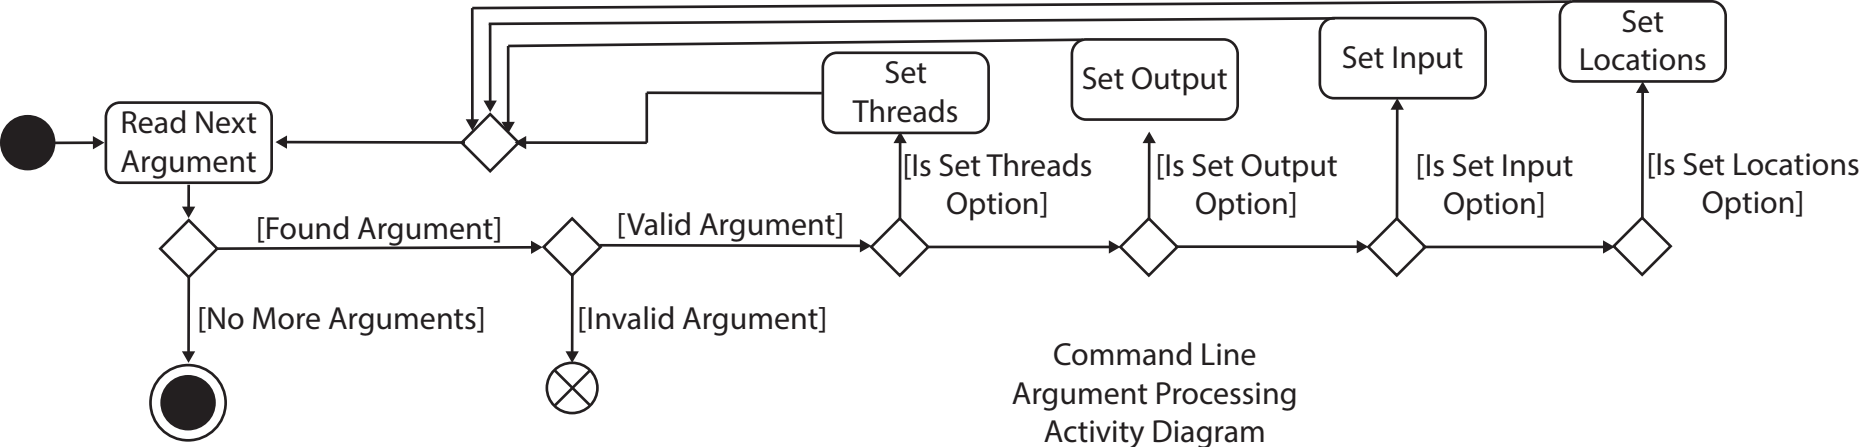 Read Next
Argument
Set
Threads
Set Output
Set Input
Set
Locations
[Is Set Threads
Option]
[Is Set Output
Option]
[Is Set Input
Option]
[Is Set Locations
Option]
[Found Argument]
[Valid Argument]
[No More Arguments]
[Invalid Argument]
Command Line
Argument Processing
Activity Diagram